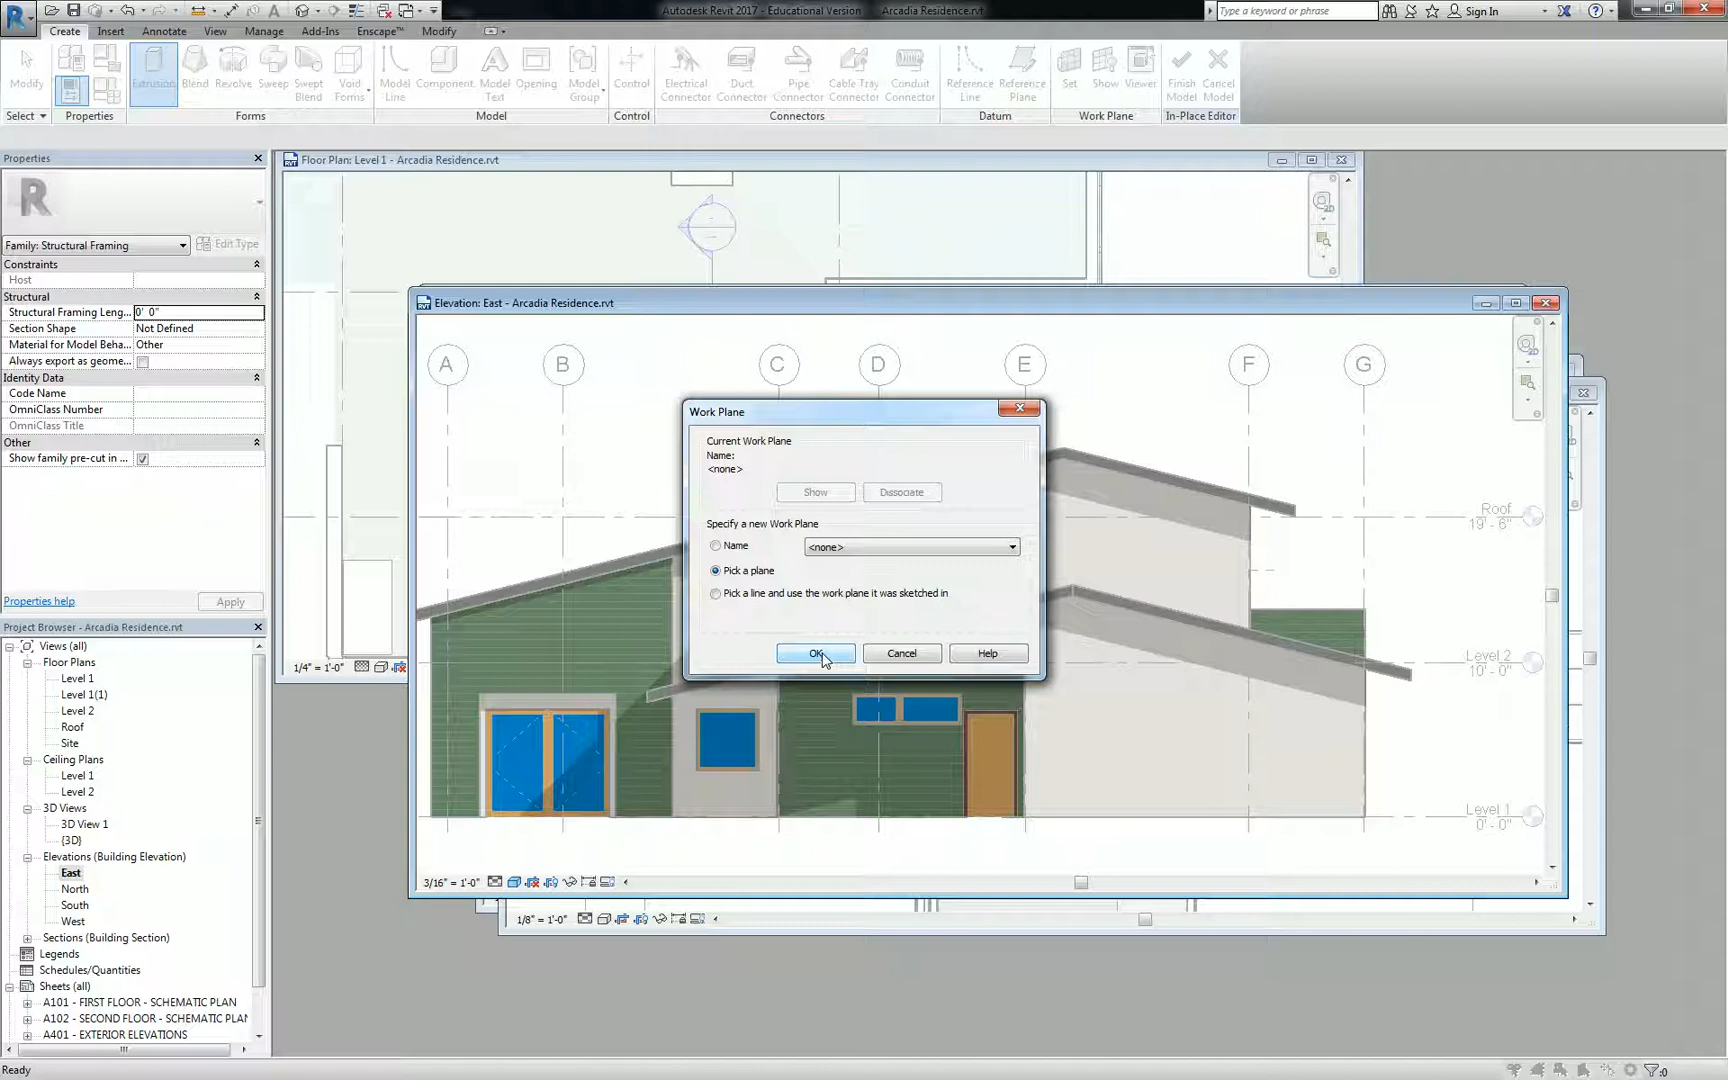 Autodesk Revit 2017 - Educational Version    Arcadia Residence.rvt
Type a keyword or phrase
Sign In
Create Insert Annotate View Manage Add-Ins Enscape™ Modify
Modify
Extrusion Blend Revolve Sweep Swept Blend Void Forms
Model Line Component Model Text Opening Model Group
Control
Electrical Connector Duct Connector Pipe Connector Cable Tray Connector Conduit Connector
Reference Line Reference Plane
Set Show Viewer
Finish Model Cancel Model
Select Properties Forms Model Control Connectors Datum Work Plane In-Place Editor
Properties
Floor Plan: Level 1 - Arcadia Residence.rvt
R
Family: Structural Framing
Edit Type
Constraints
Host
Structural
Structural Framing Leng... 0' 0"
Section Shape Not Defined
Material for Model Beha... Other
Always export as geome...
Identity Data
Code Name
OmniClass Number
OmniClass Title
Other
Show family pre-cut in ...
Properties help
Apply
1/4" = 1'-0"
Elevation: East - Arcadia Residence.rvt
A B C D E F G
Roof
19' - 6"
Level 2
10' - 0"
Level 1
0' - 0"
3/16" = 1'-0"
1/8" = 1'-0"
Work Plane
Current Work Plane
Name:
<none>
Show
Dissociate
Specify a new Work Plane
Name
<none>
Pick a plane
Pick a line and use the work plane it was sketched in
OK
Cancel
Help
Project Browser - Arcadia Residence.rvt
Views (all)
Floor Plans
Level 1
Level 1(1)
Level 2
Roof
Site
Ceiling Plans
Level 1
Level 2
3D Views
3D View 1
{3D}
Elevations (Building Elevation)
East
North
South
West
Sections (Building Section)
Legends
Schedules/Quantities
Sheets (all)
A101 - FIRST FLOOR - SCHEMATIC PLAN
A102 - SECOND FLOOR - SCHEMATIC PLAN
A401 - EXTERIOR ELEVATIONS
Ready
:0